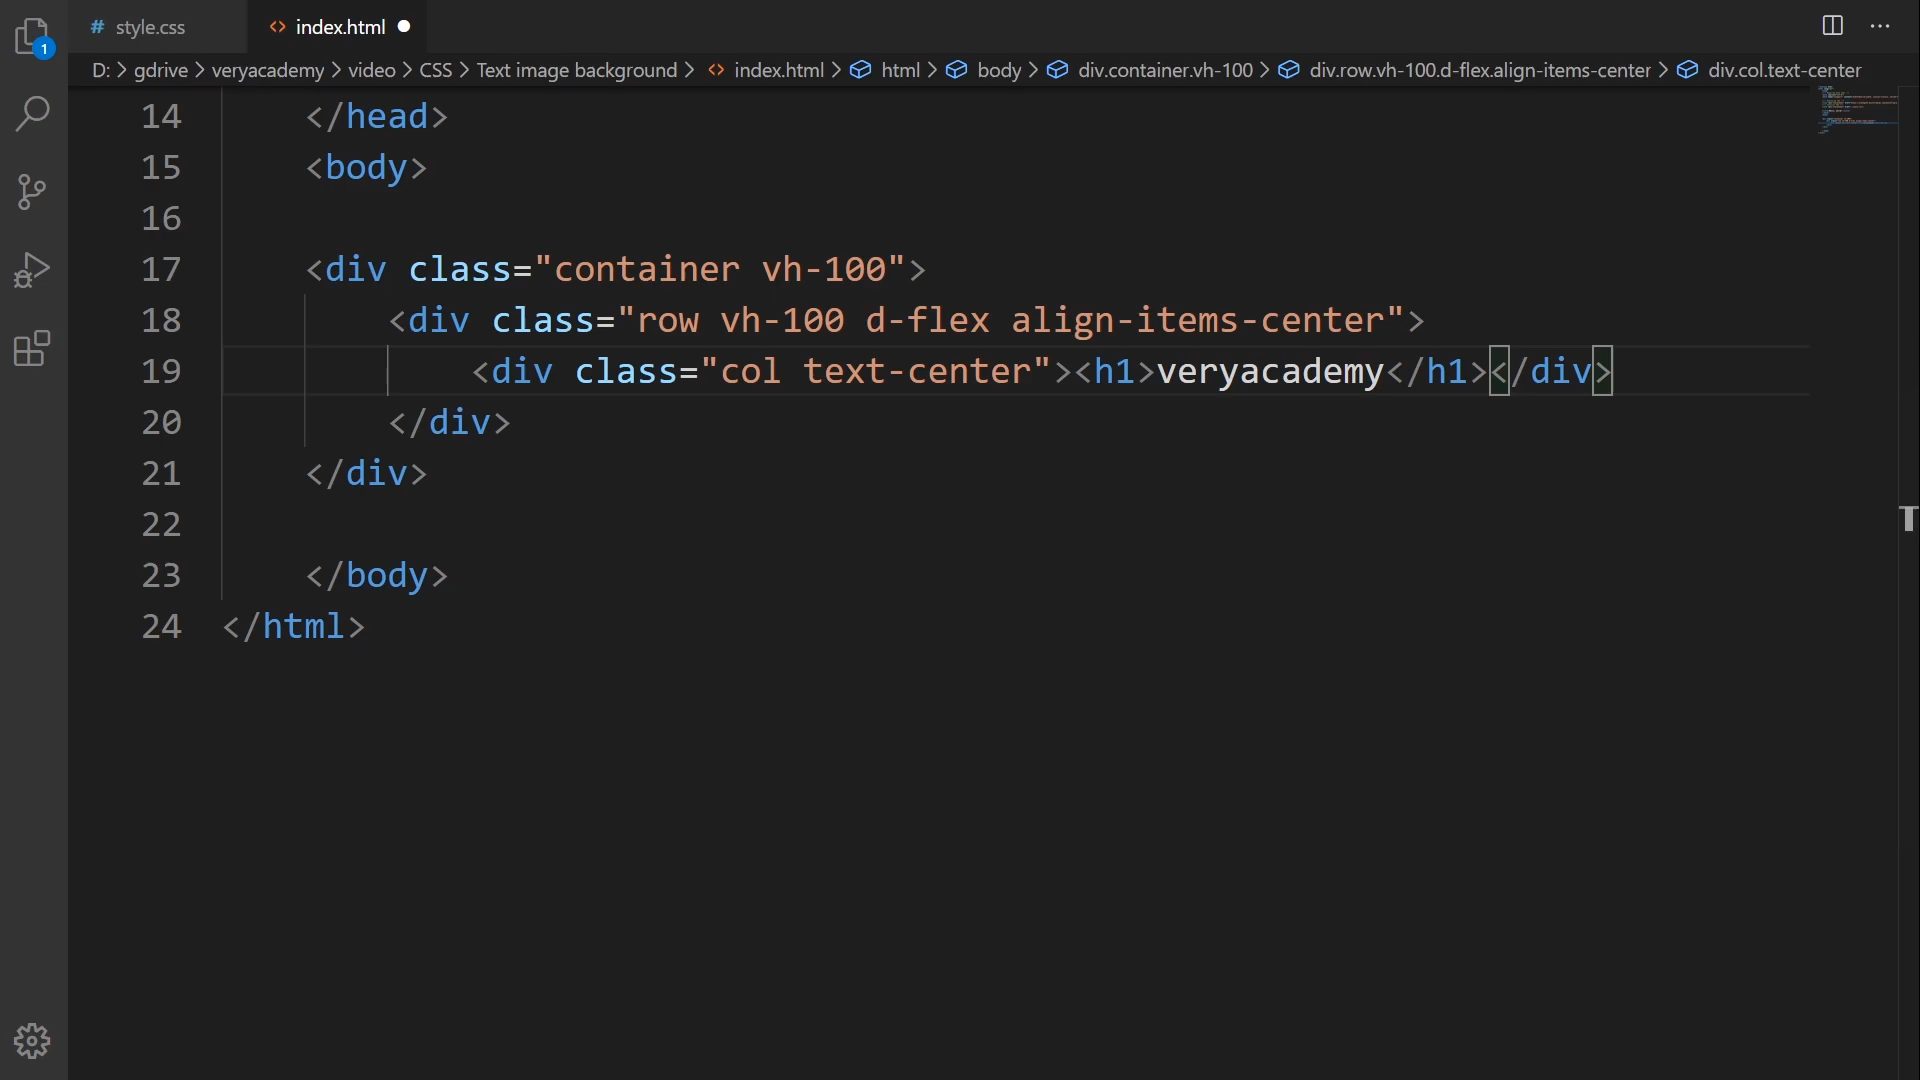 # style.css <> index.html ●
D: > gdrive > veryacademy > video > CSS > Text image background > <> index.html > html > body > div.container.vh-100 > div.row.vh-100.d-flex.align-items-center > div.col.text-center
1
14 </head>
15 <body>
16
17 <div class="container vh-100">
18 <div class="row vh-100 d-flex align-items-center">
19 <div class="col text-center"><h1>veryacademy</h1></div>
20 </div>
21 </div>
22
23 </body>
24 </html>